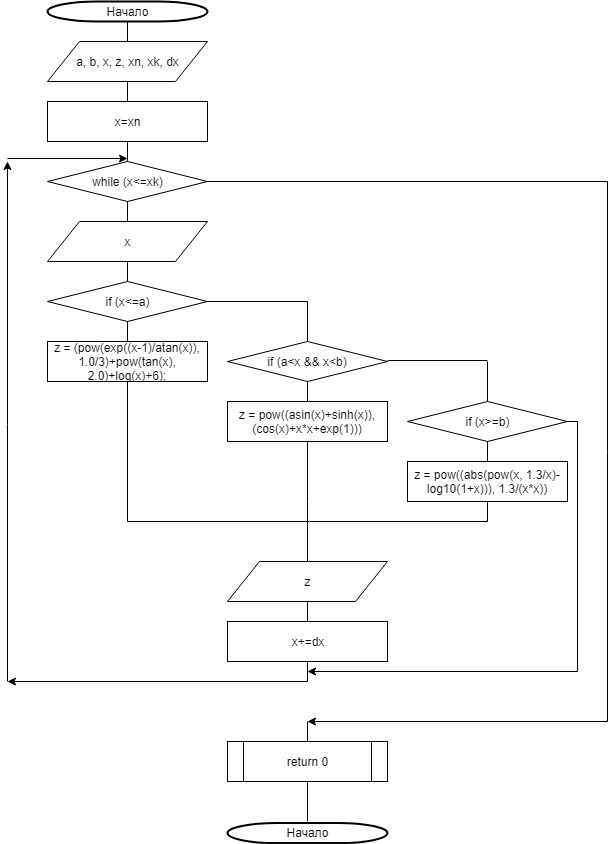 Начало
a, b, x, z, xn, xk, dx
x=xn
while (x<=xk)
x
if (x<=a)
z = (pow(exp((x-1)/atan(x)),
1.0/3)+pow(tan(x),
2.0)+log(x)+6);
if (a<x && x<b)
z = pow((asin(x)+sinh(x)),
(cos(x)+x*x+exp(1)))
if (x>=b)
z = pow((abs(pow(x, 1.3/x)-
log10(1+x))), 1.3/(x*x))
z
x+=dx
return 0
Начало